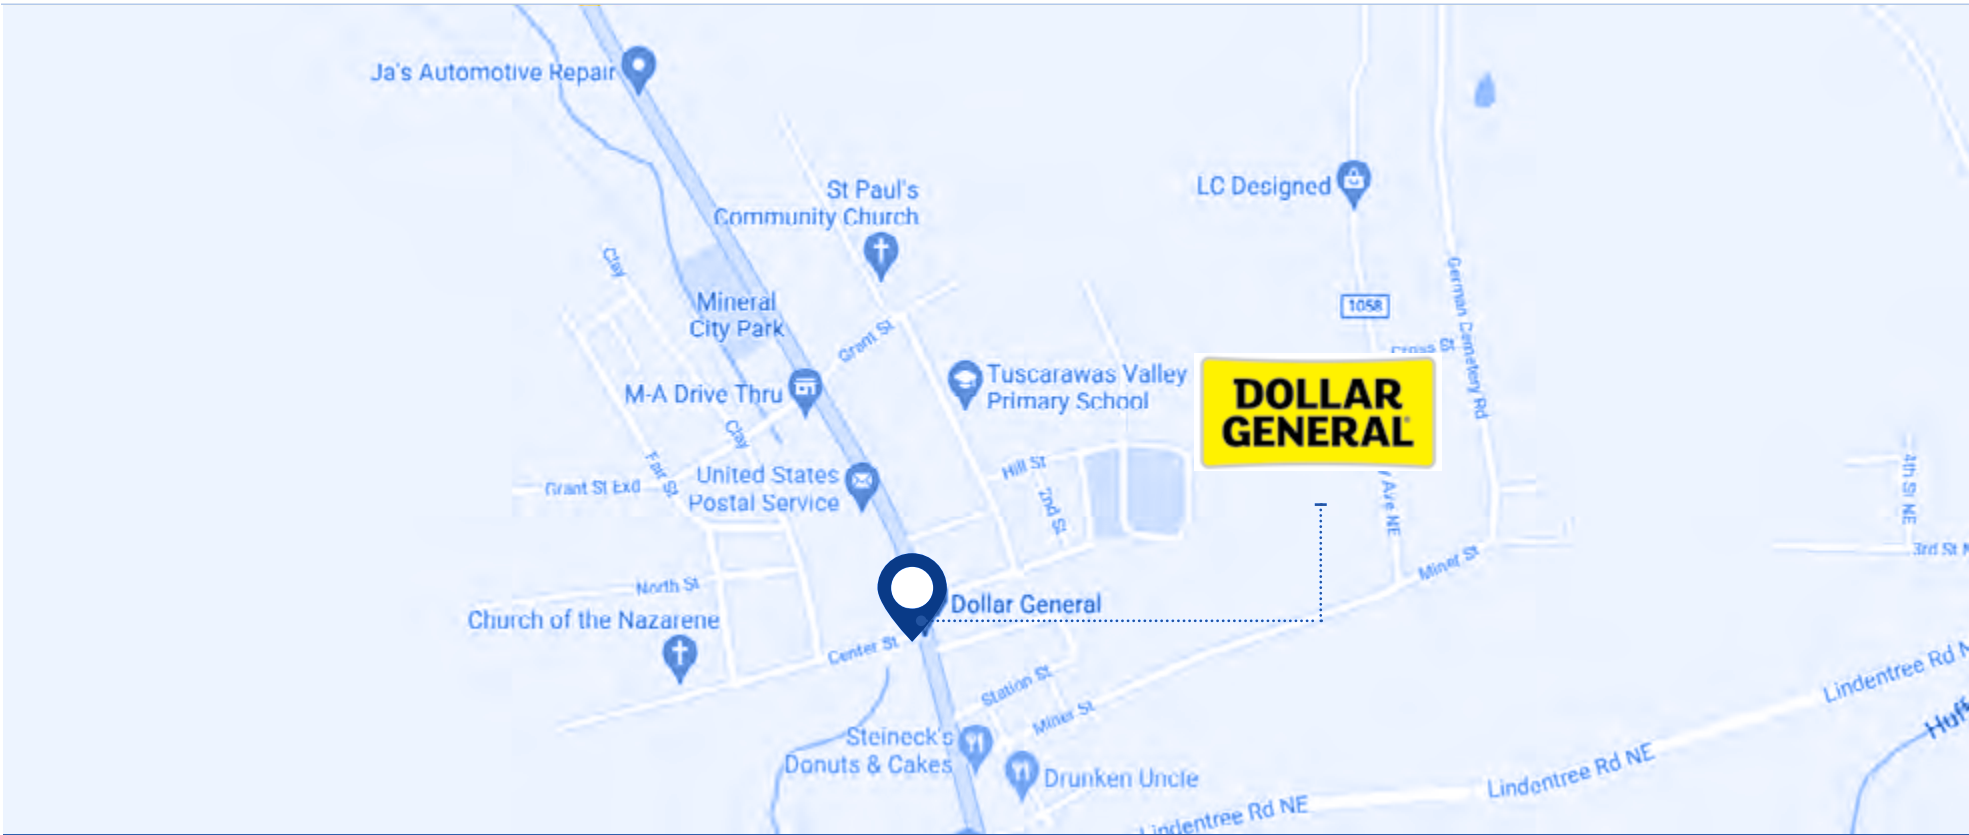 Ja's Automotive Repair
St Paul's
Community Church
LC Designed
Clay
German Cemetery Rd
Mineral
City Park
1058
Grant St
Cross St
Tuscarawas Valley
Primary School
DOLLAR
GENERAL
M-A Drive Thru
Clay
Fair St
Hill St
United States
Postal Service
Grant St Exd
2nd St
Ave NE
4th St NE
3rd St N
Miner St
North St
Dollar General
Church of the Nazarene
Center St
Station St
Lindentree Rd N
Miner St
Huff
Steineck's
Donuts & Cakes
Drunken Uncle
Lindentree Rd NE
Lindentree Rd NE